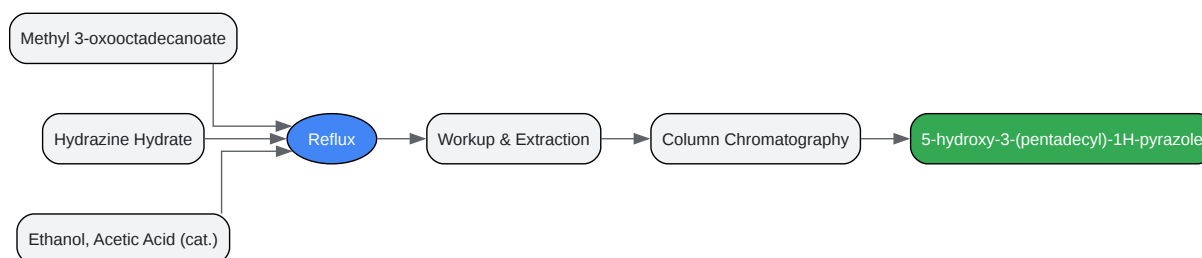 Methyl 3-oxooctadecanoate
Hydrazine Hydrate
Reflux
Workup & Extraction
Column Chromatography
5-hydroxy-3-(pentadecyl)-1H-pyrazole
Ethanol, Acetic Acid (cat.)